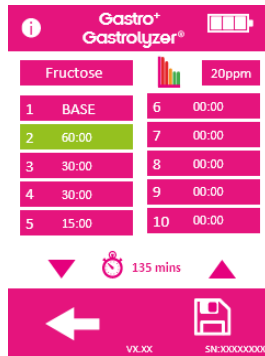 i
Gastro+
Gastrolyzer®
Fructose
20ppm
1 BASE
2 60:00
3 30:00
4 30:00
5 15:00
6 00:00
7 00:00
8 00:00
9 00:00
10 00:00
135 mins
VX.XX
SN:XXXXXXXX